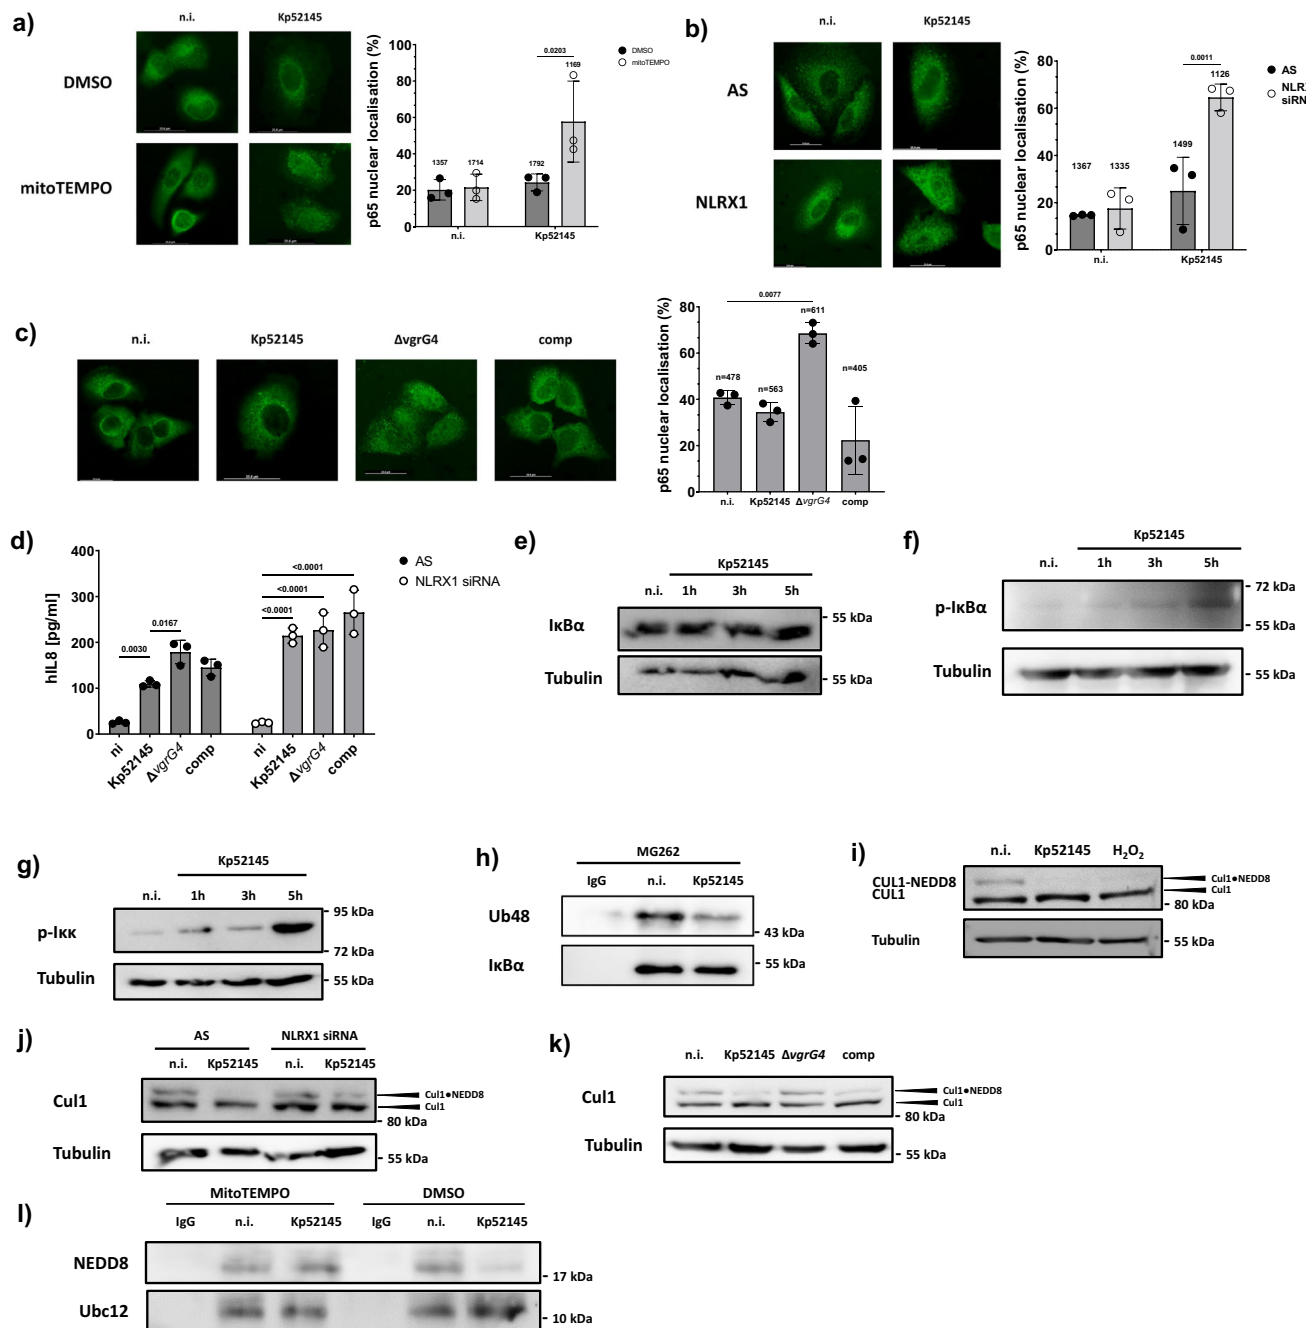 a)
n.i.
Kp52145
DMSO
mitoTEMPO
p65 nuclear localisation (%)
100
80
60
40
20
0
1357
1714
1792
0.0203
1169
n.i.
Kp52145
DMSO
mitoTEMPO
b)
n.i.
Kp52145
AS
NLRX1
p65 nuclear localisation (%)
80
60
40
20
0
1367
1335
1499
0.0011
1126
n.i.
Kp52145
AS
NLRX
siRN
c)
n.i.
Kp52145
ΔvgrG4
comp
p65 nuclear localisation (%)
80
60
40
20
0
0.0077
n=478
n=563
n=611
n=405
n.i.
Kp52145
ΔvgrG4
comp
d)
hIL8 [pg/ml]
400
300
200
100
0
0.0030
0.0167
<0.0001
<0.0001
<0.0001
AS
NLRX1 siRNA
ni
Kp52145
ΔvgrG4
comp
ni
Kp52145
ΔvgrG4
comp
e)
Kp52145
n.i. 1h 3h 5h
IκBα
- 55 kDa
Tubulin
- 55 kDa
f)
Kp52145
n.i. 1h 3h 5h
p-IκBα
- 72 kDa
- 55 kDa
Tubulin
- 55 kDa
g)
Kp52145
n.i. 1h 3h 5h
p-Iκκ
- 95 kDa
- 72 kDa
Tubulin
- 55 kDa
h)
MG262
IgG n.i. Kp52145
Ub48
- 43 kDa
IκBα
- 55 kDa
i)
n.i. Kp52145 H₂O₂
CUL1-NEDD8
CUL1
Cul1●NEDD8
Cul1
- 80 kDa
Tubulin
- 55 kDa
j)
AS NLRX1 siRNA
n.i. Kp52145 n.i. Kp52145
Cul1
Cul1●NEDD8
Cul1
- 80 kDa
Tubulin
- 55 kDa
k)
n.i. Kp52145 ΔvgrG4 comp
Cul1
Cul1●NEDD8
Cul1
- 80 kDa
Tubulin
- 55 kDa
l)
MitoTEMPO DMSO
IgG n.i. Kp52145 IgG n.i. Kp52145
NEDD8
- 17 kDa
Ubc12
- 10 kDa